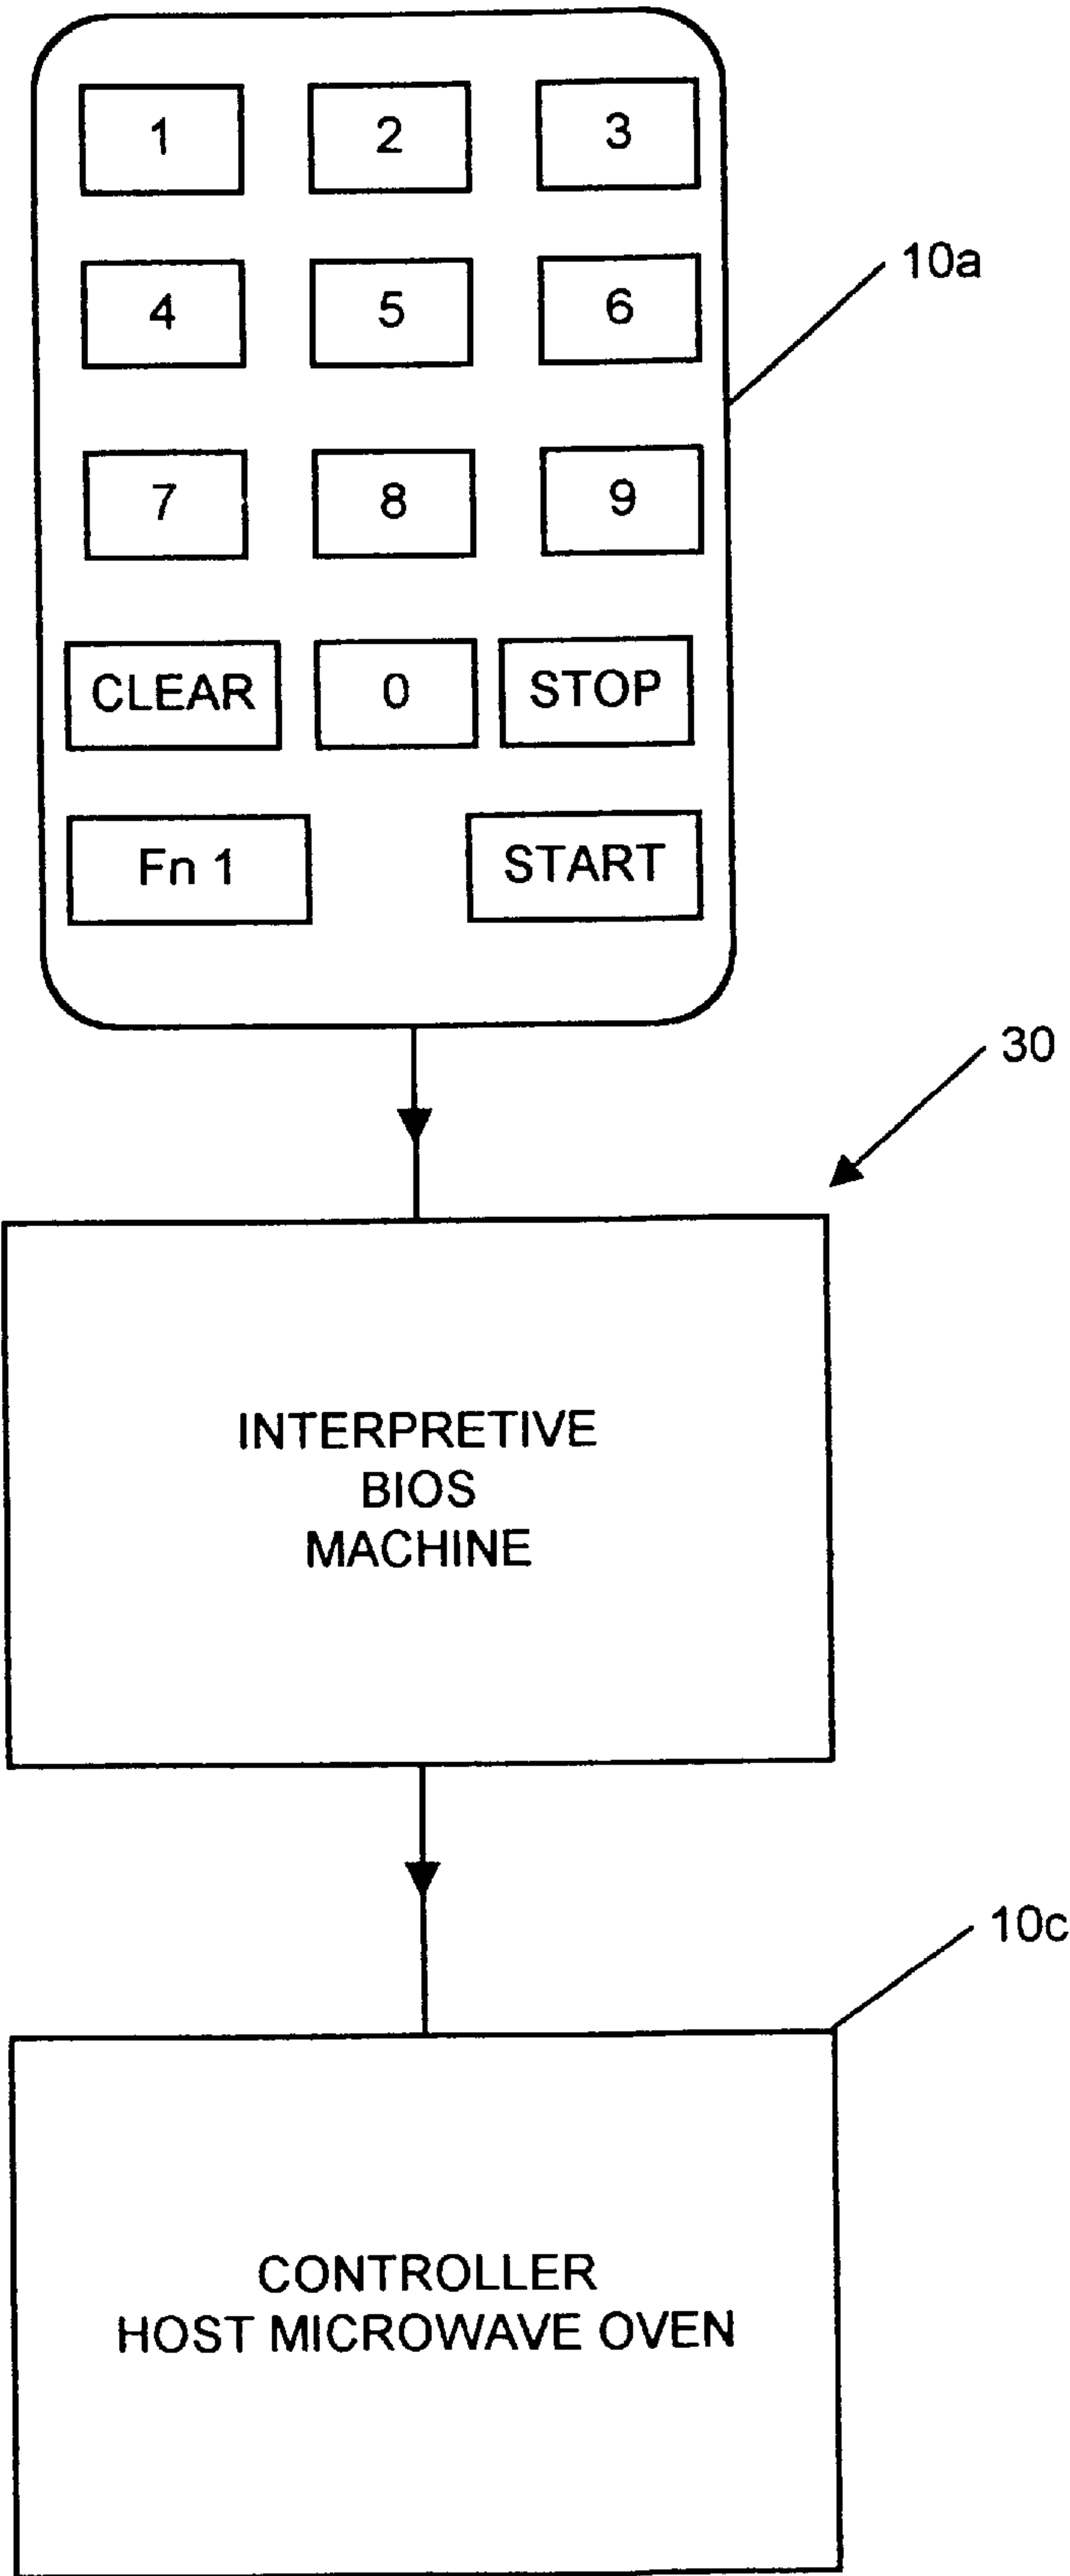 1 2 3
10a
4 5 6
7 8 9
CLEAR 0 STOP
Fn 1 START
30
INTERPRETIVE
BIOS
MACHINE
10c
CONTROLLER
HOST MICROWAVE OVEN